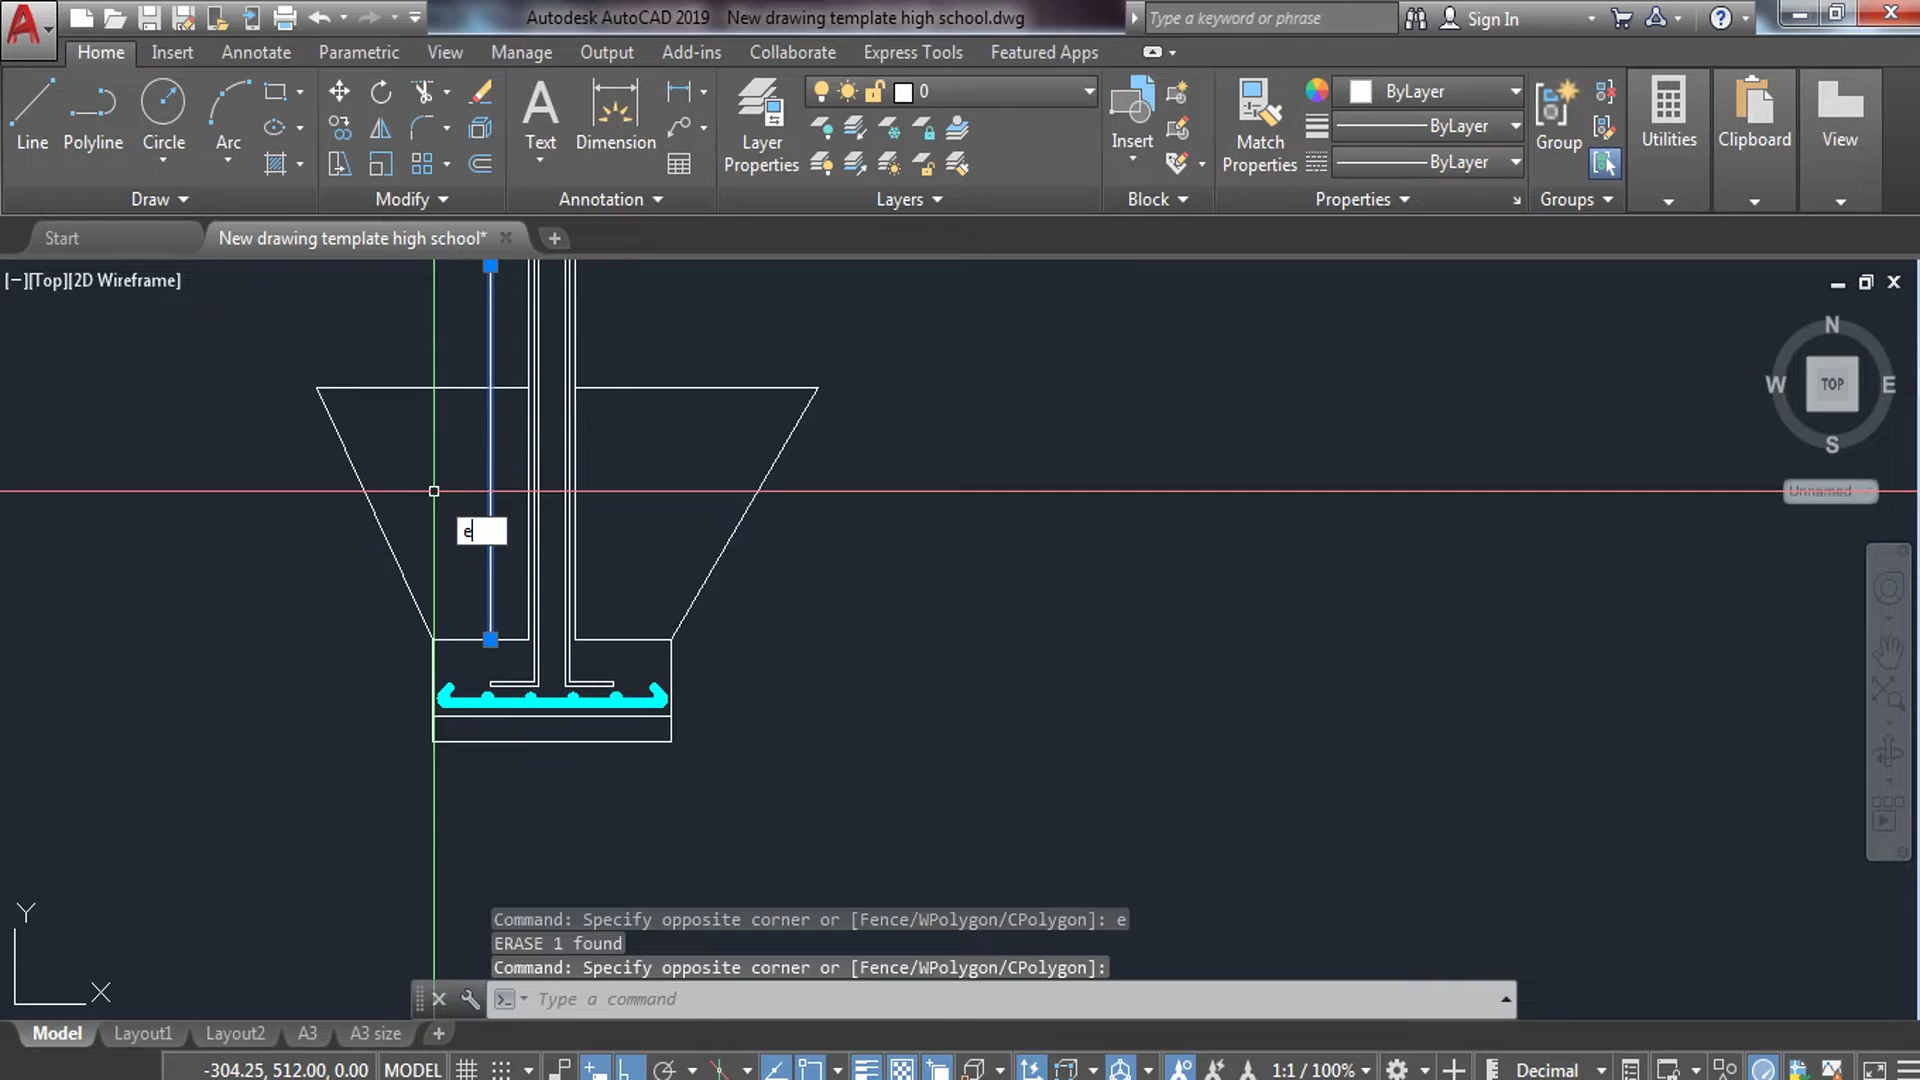 Autodesk AutoCAD 2019 New drawing template high school.dwg
Type a keyword or phrase
Sign In
Home Insert Annotate Parametric View Manage Output Add-ins Collaborate Express Tools Featured Apps
Line Polyline Circle Arc
Text Dimension
Layer Properties
0
Insert
Match Properties
ByLayer
ByLayer
ByLayer
Group
Utilities
Clipboard
View
Draw Modify Annotation Layers Block Properties Groups
Start New drawing template high school*
[−][Top][2D Wireframe]
N
W TOP E
S
Unnamed
e
Y
X
Command: Specify opposite corner or [Fence/WPolygon/CPolygon]: e
ERASE 1 found
Command: Specify opposite corner or [Fence/WPolygon/CPolygon]:
Type a command
Model Layout1 Layout2 A3 A3 size
-304.25, 512.00, 0.00 MODEL 1:1 / 100% Decimal